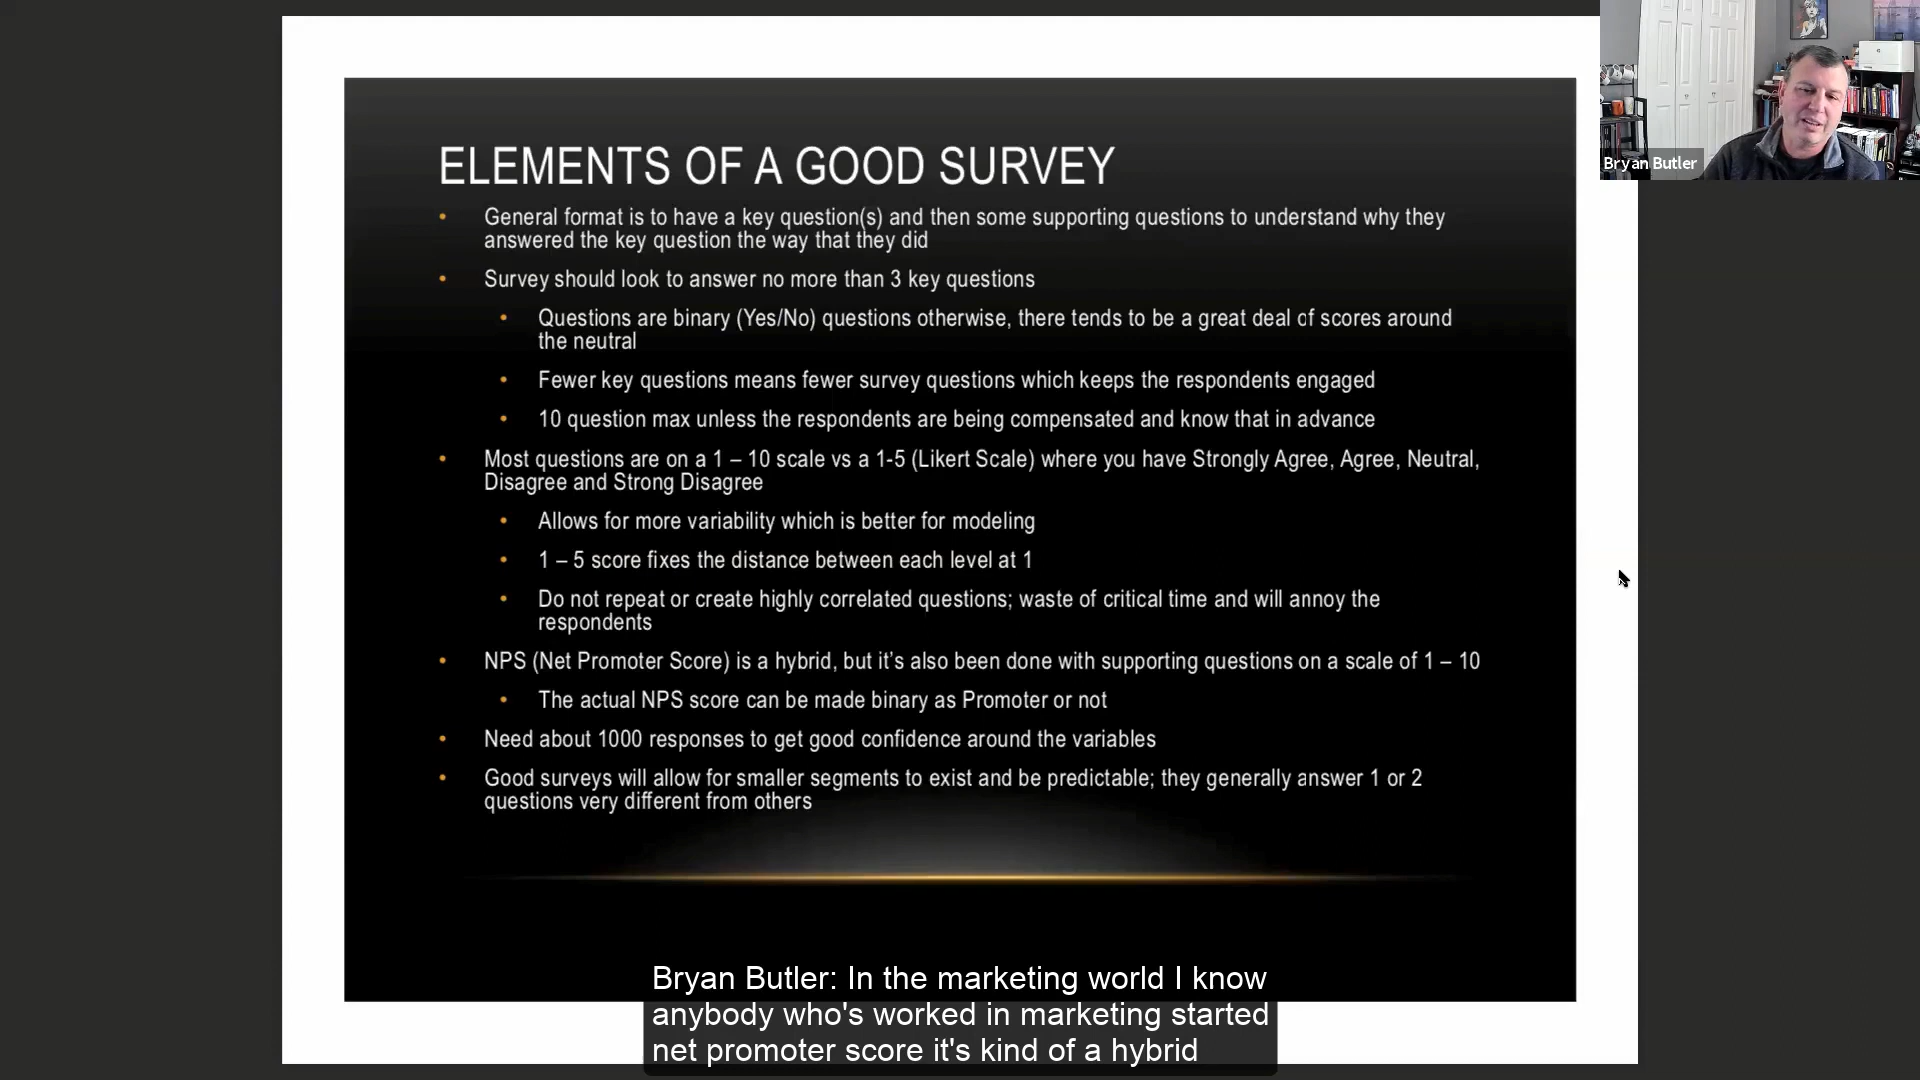 ELEMENTS OF A GOOD SURVEY
• General format is to have a key question(s) and then some supporting questions to understand why they
answered the key question the way that they did
• Survey should look to answer no more than 3 key questions
• Questions are binary (Yes/No) questions otherwise, there tends to be a great deal of scores around
the neutral
• Fewer key questions means fewer survey questions which keeps the respondents engaged
• 10 question max unless the respondents are being compensated and know that in advance
• Most questions are on a 1 – 10 scale vs a 1-5 (Likert Scale) where you have Strongly Agree, Agree, Neutral,
Disagree and Strong Disagree
• Allows for more variability which is better for modeling
• 1 – 5 score fixes the distance between each level at 1
• Do not repeat or create highly correlated questions; waste of critical time and will annoy the
respondents
• NPS (Net Promoter Score) is a hybrid, but it's also been done with supporting questions on a scale of 1 – 10
• The actual NPS score can be made binary as Promoter or not
• Need about 1000 responses to get good confidence around the variables
• Good surveys will allow for smaller segments to exist and be predictable; they generally answer 1 or 2
questions very different from others
Bryan Butler
Bryan Butler: In the marketing world I know
anybody who's worked in marketing started
net promoter score it's kind of a hybrid